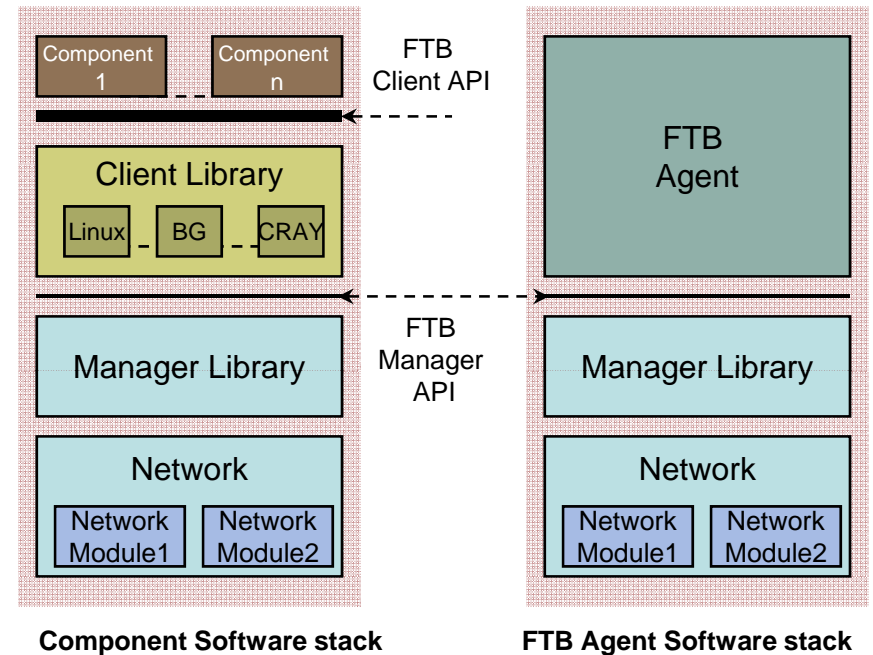 Component
1
Component
n
FTB
Client API
Client Library
Linux
BG
CRAY
FTB
Agent
FTB
Manager
API
Manager Library
Manager Library
Network
Network
Module1
Network
Module2
Network
Network
Module1
Network
Module2
Component Software stack
FTB Agent Software stack